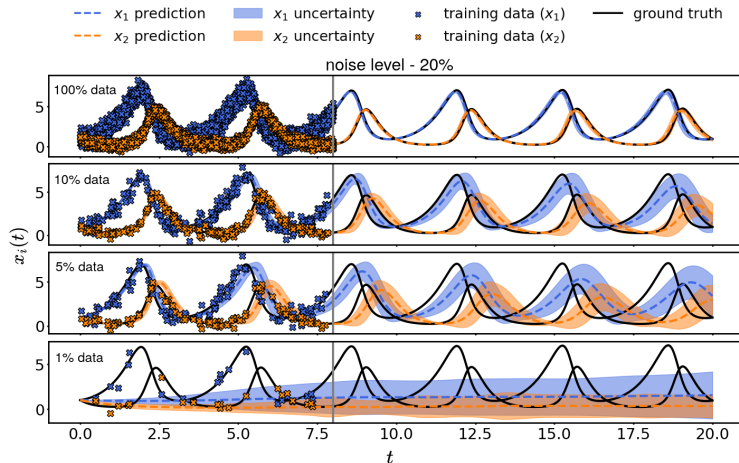 x₁ prediction x₁ uncertainty training data (x₁) ground truth
x₂ prediction x₂ uncertainty training data (x₂)
noise level - 20%
100% data
5
0
10% data
5
0
5% data
5
0
1% data
5
0
xᵢ(t)
0.0 2.5 5.0 7.5 10.0 12.5 15.0 17.5 20.0
t